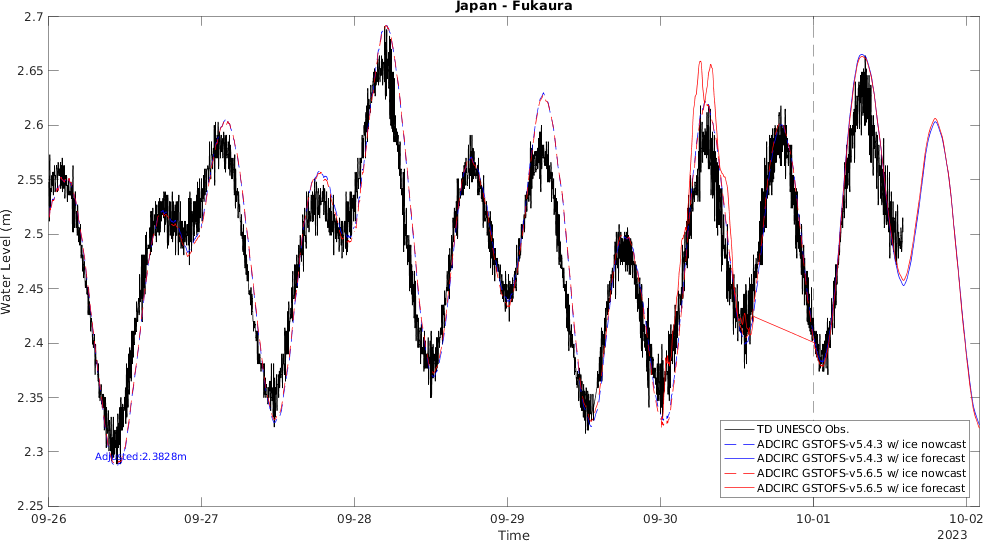 Japan - Fukaura
2.7
2.65
2.6
2.55
2.5
2.45
2.4
2.35
2.3
2.25
Water Level (m)
Adjusted:2.3828m
TD UNESCO Obs.
ADCIRC GSTOFS-v5.4.3 w/ ice nowcast
ADCIRC GSTOFS-v5.4.3 w/ ice forecast
ADCIRC GSTOFS-v5.6.5 w/ ice nowcast
ADCIRC GSTOFS-v5.6.5 w/ ice forecast
09-26 09-27 09-28 09-29 09-30 10-01 10-02
Time
2023